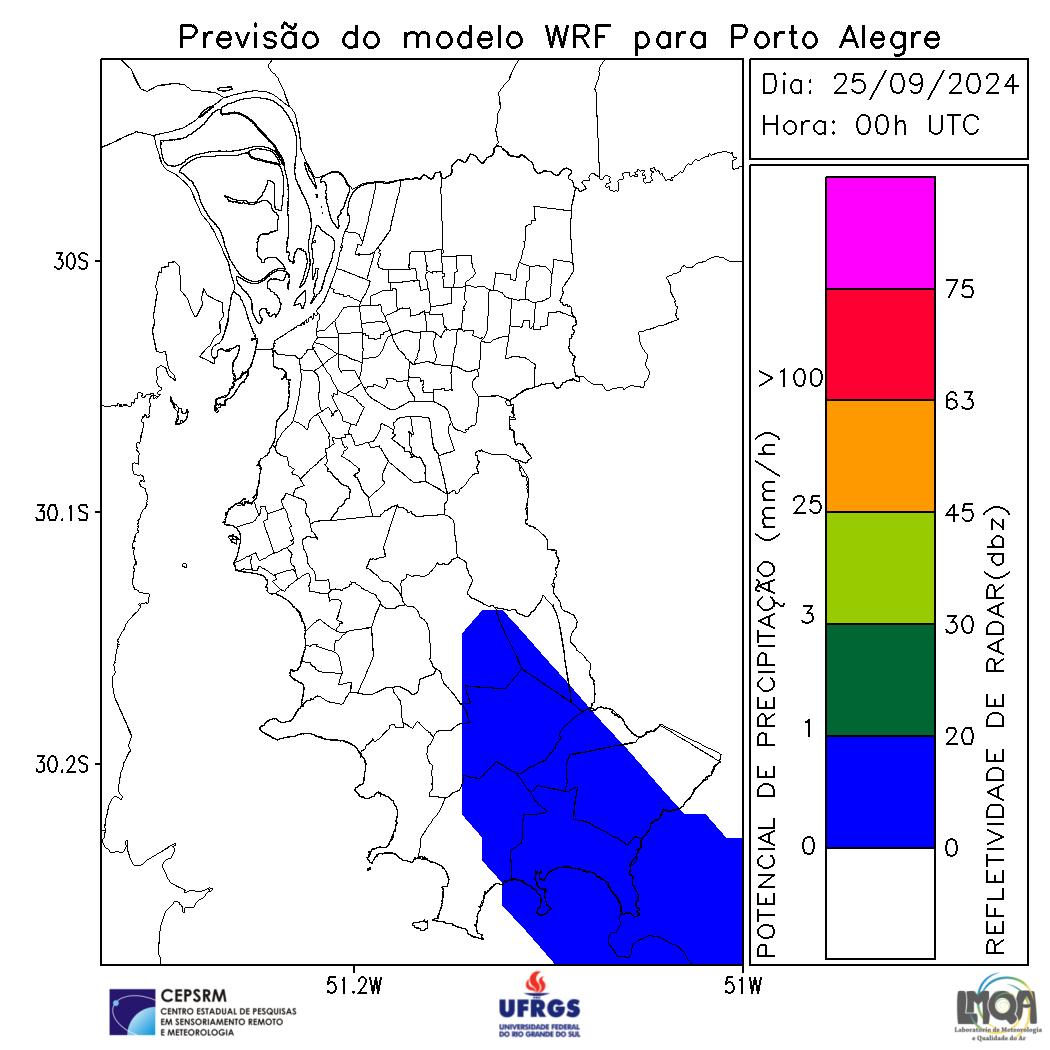 Previsão do modelo WRF para Porto Alegre
Dia: 25/09/2024
Hora: 00h UTC
30S
30.1S
30.2S
51.2W
51W
POTENCIAL DE PRECIPITAÇÃO (mm/h)
>100
25
3
1
0
75
63
45
30
20
0
REFLETIVIDADE DE RADAR(dbz)
CEPSRM
CENTRO ESTADUAL DE PESQUISAS
EM SENSORIAMENTO REMOTO
E METEOROLOGIA
UFRGS
UNIVERSIDADE FEDERAL
DO RIO GRANDE DO SUL
LMQA
Laboratório de Meteorologia
e Qualidade do Ar